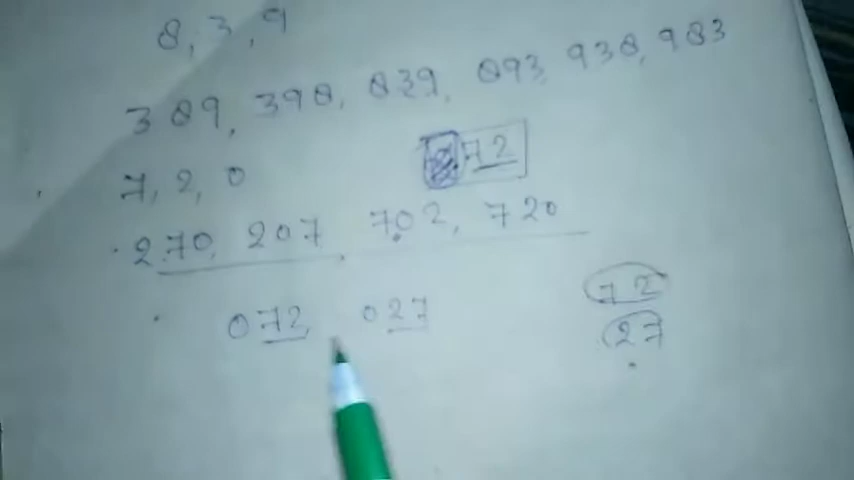 8, 3, 9
389, 398, 839, 893, 938, 983
7, 2, 0
72
270, 207, 702, 720
072, 027
72
27